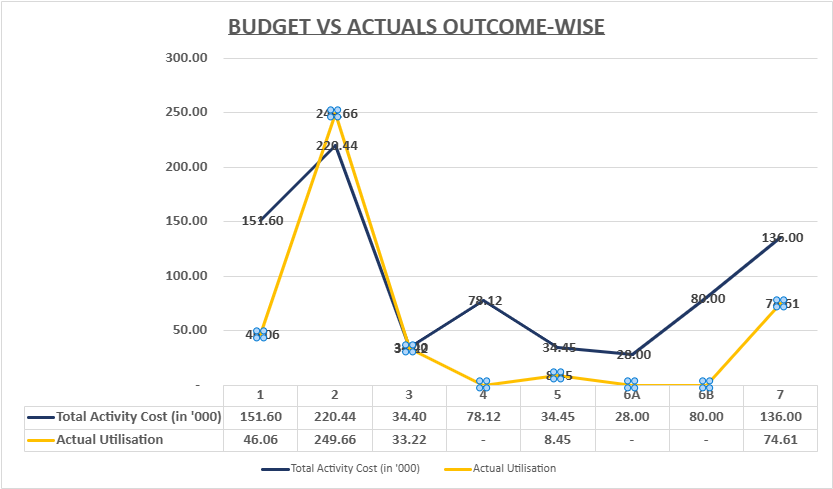 BUDGET VS ACTUALS OUTCOME-WISE
300.00
250.00
200.00
150.00
100.00
50.00
-
220.44
151.60
136.00
78.12
80.00
34.45
28.00
1 2 3 4 5 6A 6B 7
Total Activity Cost (in '000) 151.60 220.44 34.40 78.12 34.45 28.00 80.00 136.00
Actual Utilisation 46.06 249.66 33.22 - 8.45 - - 74.61
Total Activity Cost (in '000) Actual Utilisation